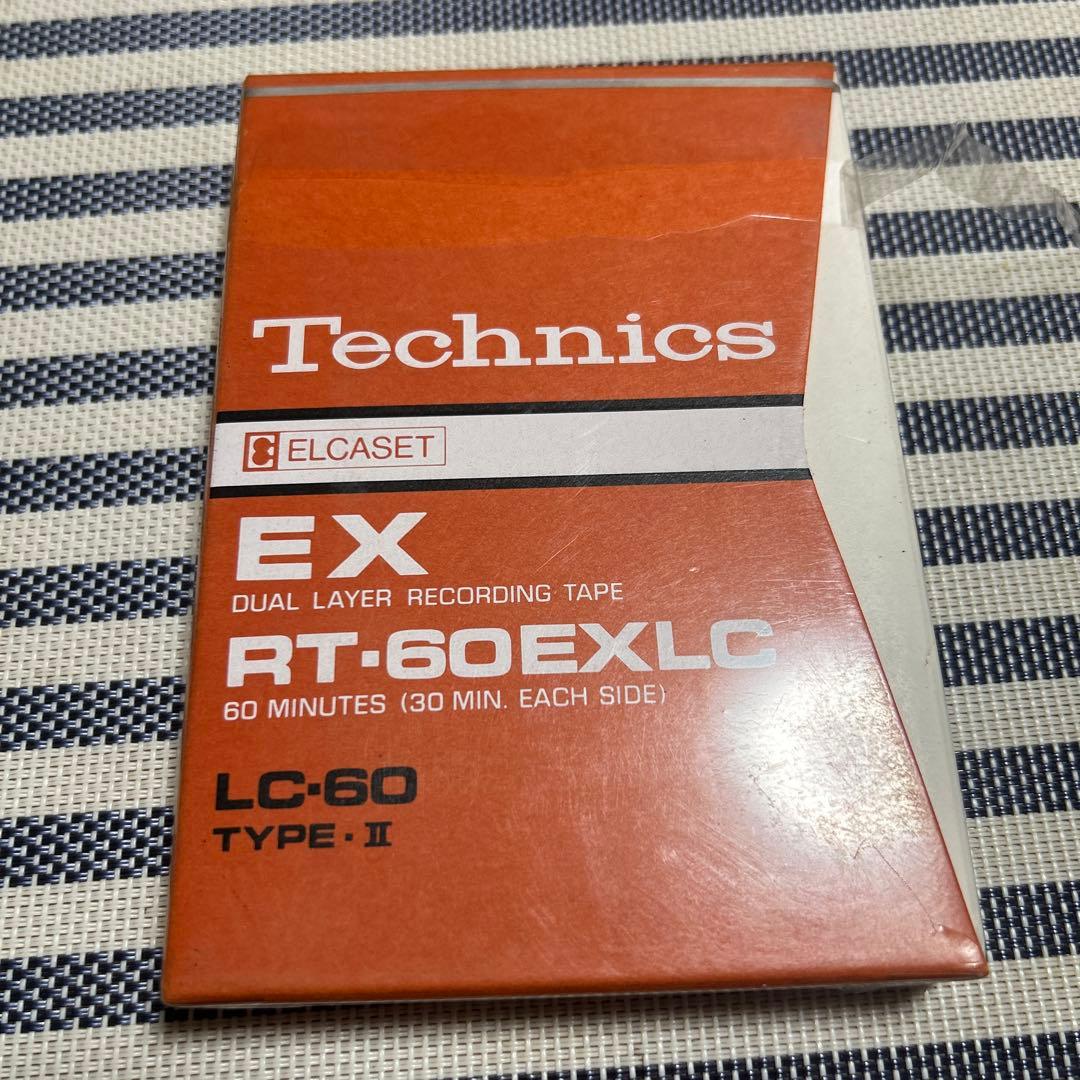 Technics
ELCASET
EX
DUAL LAYER RECORDING TAPE
RT·60EXLC
60 MINUTES (30 MIN. EACH SIDE)
LC·60
TYPE·II